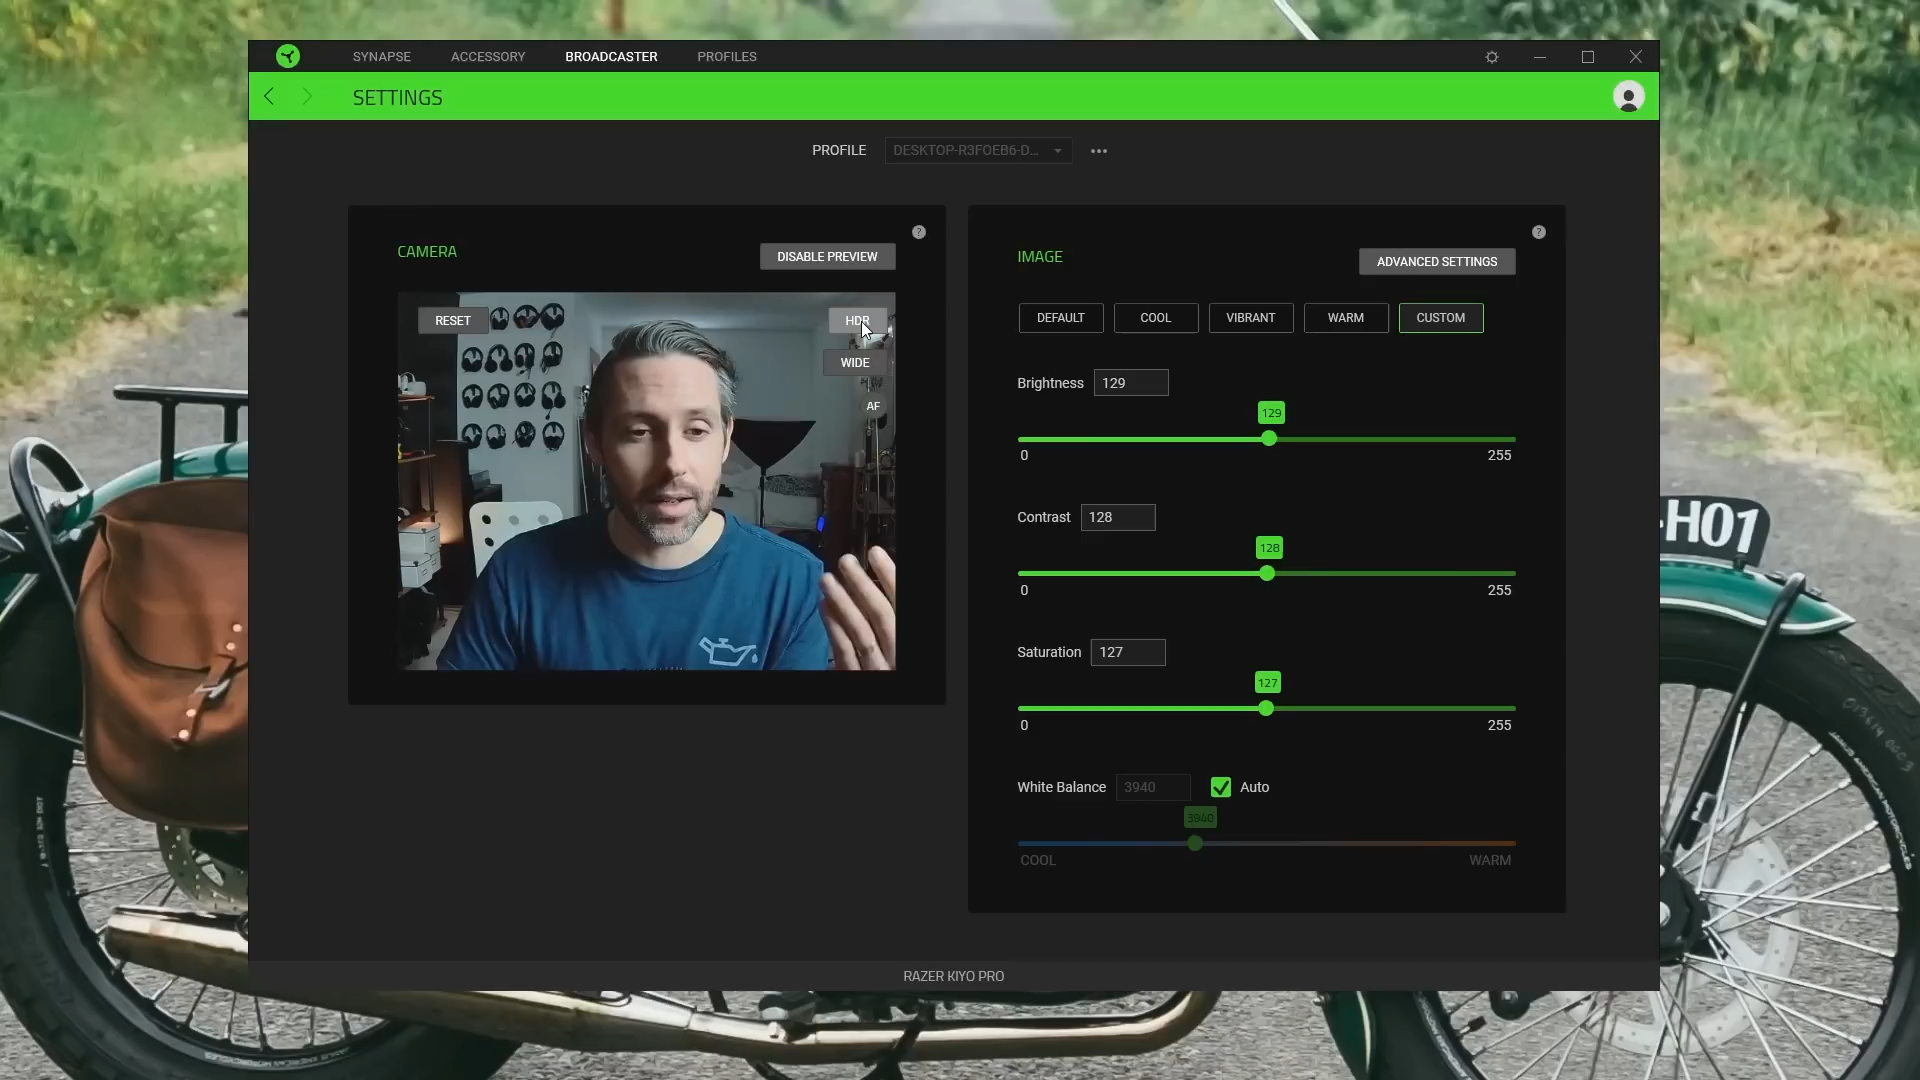 SYNAPSE ACCESSORY BROADCASTER PROFILES
SETTINGS
PROFILE DESKTOP-R3FOEB6-D...
CAMERA
DISABLE PREVIEW
RESET
HDR
WIDE
AF
IMAGE
ADVANCED SETTINGS
DEFAULT COOL VIBRANT WARM CUSTOM
Brightness 129
129
0 255
Contrast 128
128
0 255
Saturation 127
127
0 255
White Balance 3940 Auto
3940
COOL WARM
RAZER KIYO PRO
-H01